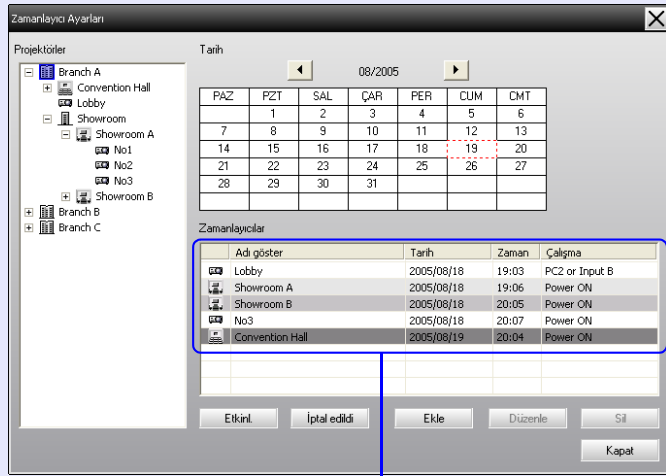 Zamanlayıcı Ayarları
Projektörler
Branch A
Convention Hall
Lobby
Showroom
Showroom A
No1
No2
No3
Showroom B
Branch B
Branch C
Tarih
08/2005
PAZ PZT SAL ÇAR PER CUM CMT
1 2 3 4 5 6
7 8 9 10 11 12 13
14 15 16 17 18 19 20
21 22 23 24 25 26 27
28 29 30 31
Zamanlayıcılar
Adı göster Tarih Zaman Çalışma
Lobby 2005/08/18 19:03 PC2 or Input B
Showroom A 2005/08/18 19:06 Power ON
Showroom B 2005/08/18 20:05 Power ON
No3 2005/08/18 20:07 Power ON
Convention Hall 2005/08/19 20:04 Power ON
Etkinl. İptal edildi Ekle Düzenle Sil
Kapat